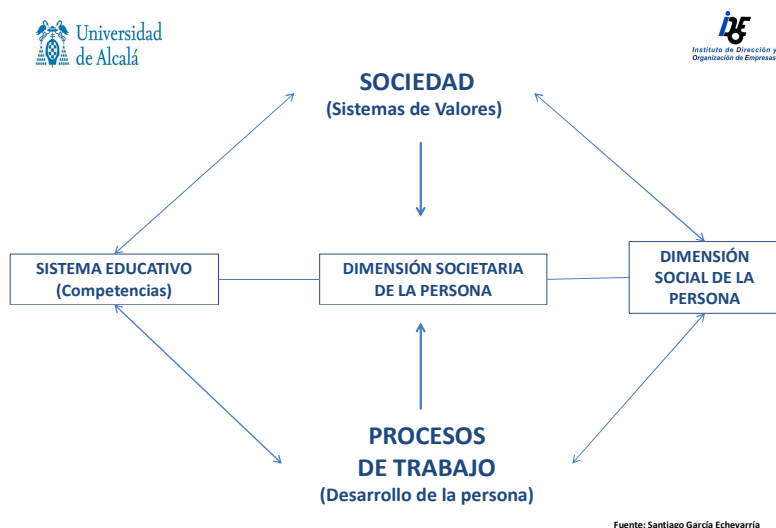 Universidad
de Alcalá
IDOE
Instituto de Dirección y
Organización de Empresas
SOCIEDAD
(Sistemas de Valores)
SISTEMA EDUCATIVO
(Competencias)
DIMENSIÓN SOCIETARIA
DE LA PERSONA
DIMENSIÓN
SOCIAL DE LA
PERSONA
PROCESOS
DE TRABAJO
(Desarrollo de la persona)
Fuente: Santiago García Echevarría